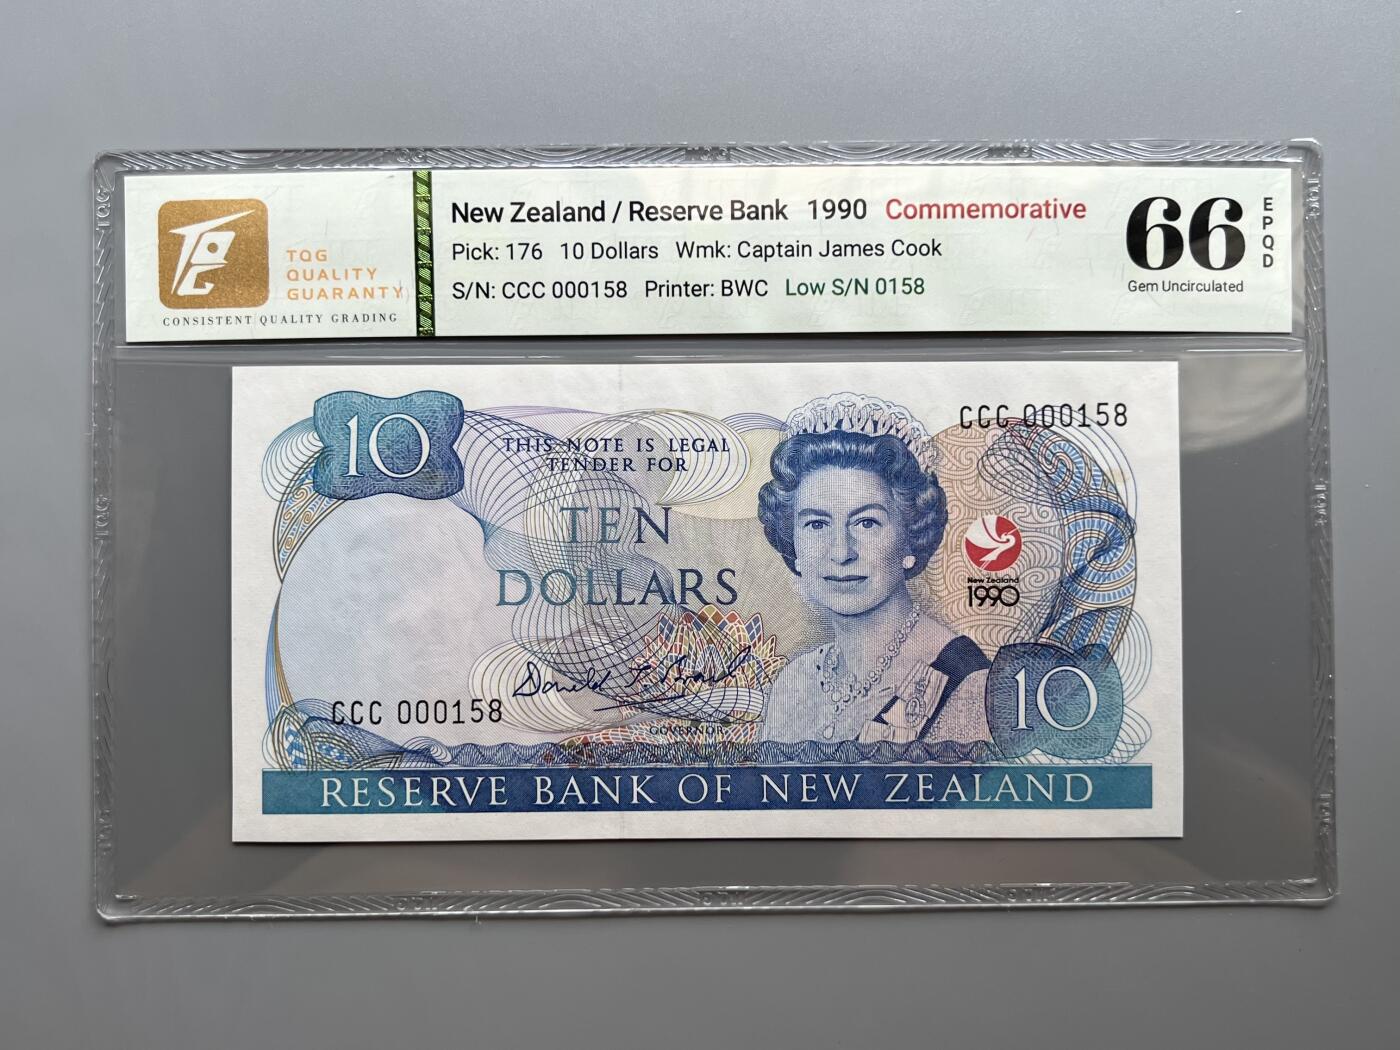 TQG
QUALITY
GUARANTY
CONSISTENT QUALITY GRADING
New Zealand / Reserve Bank 1990 Commemorative
Pick: 176 10 Dollars Wmk: Captain James Cook
S/N: CCC 000158 Printer: BWC Low S/N 0158
66
EPQD
Gem Uncirculated
10
THIS NOTE IS LEGAL
TENDER FOR
TEN
DOLLARS
CCC 000158
New Zealand
1990
Donald T. Brash
GOVERNOR
CCC 000158
10
RESERVE BANK OF NEW ZEALAND